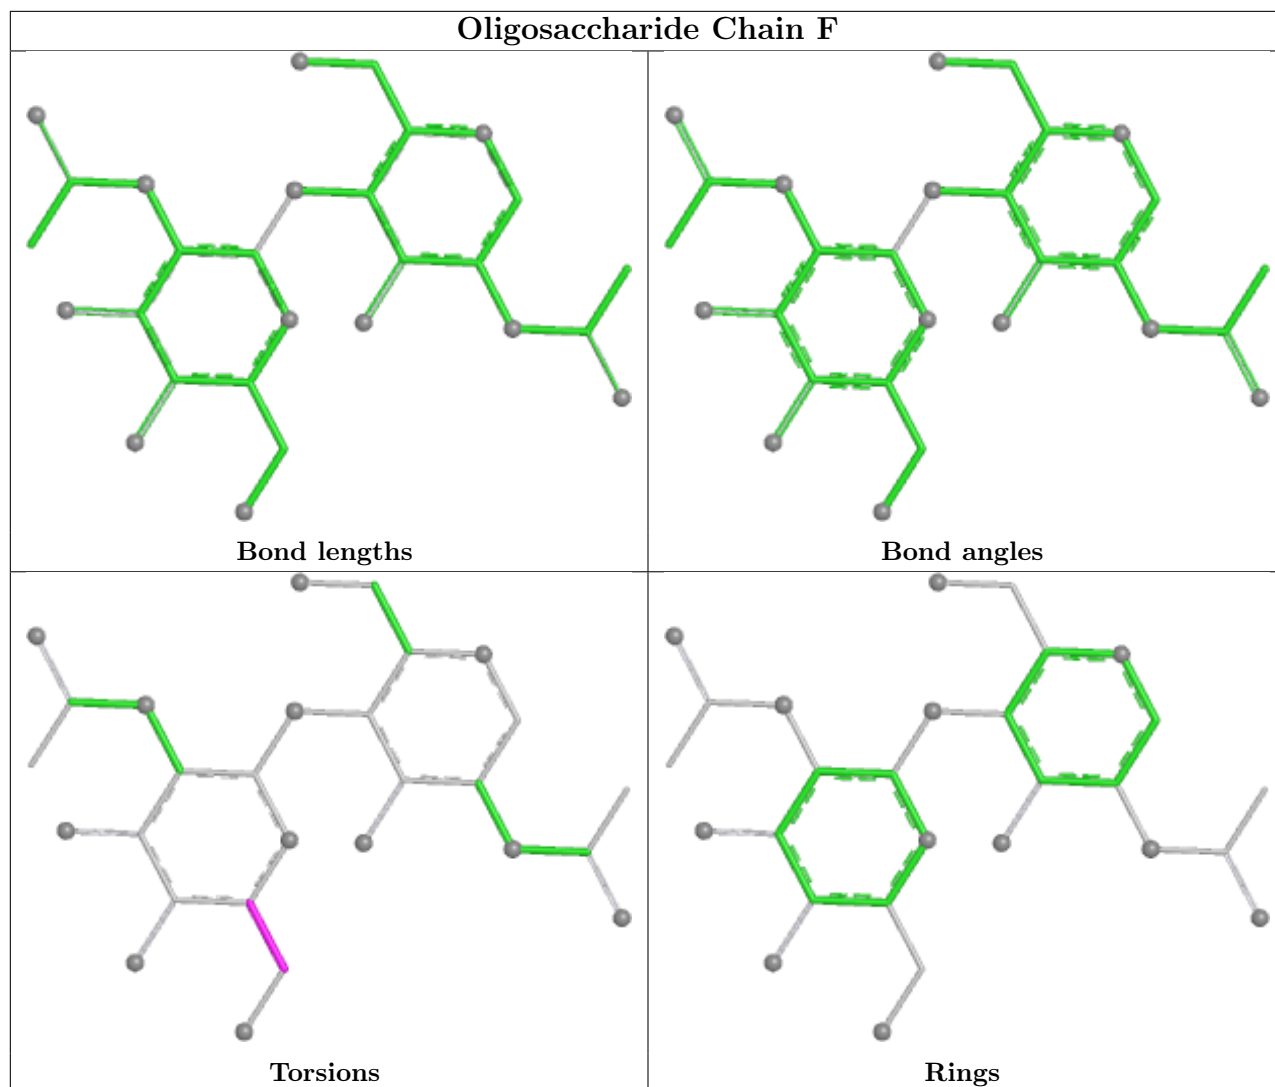 Oligosaccharide Chain F
Bond lengths
Bond angles
Torsions
Rings